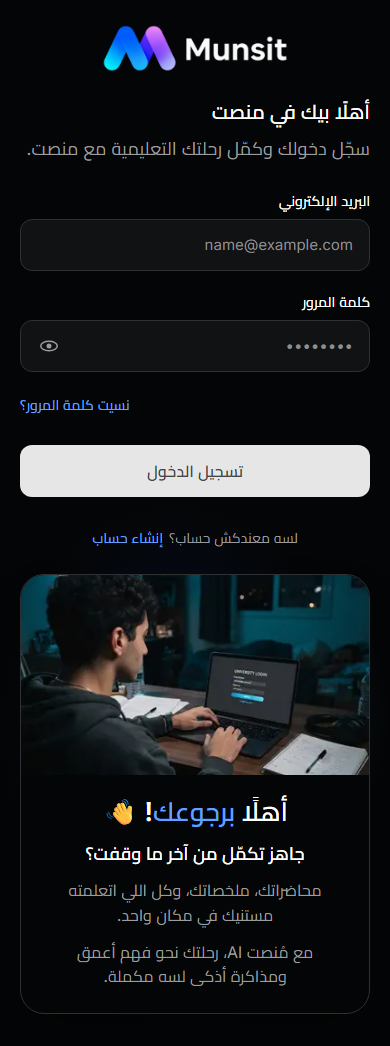 Munsit
أهلًا بيك في منصت
سجّل دخولك وكمّل رحلتك التعليمية مع منصت.
البريد الإلكتروني
name@example.com
كلمة المرور
••••••••
نسيت كلمة المرور؟
تسجيل الدخول
لسه معندكش حساب؟ إنشاء حساب
UNIVERSITY LOGIN
أهلًا برجوعك! 👋
جاهز تكمّل من آخر ما وقفت؟
محاضراتك، ملخصاتك، وكل اللي اتعلمته
مستنيك في مكان واحد.
مع مُنصت AI، رحلتك نحو فهم أعمق
ومذاكرة أذكى لسه مكملة.